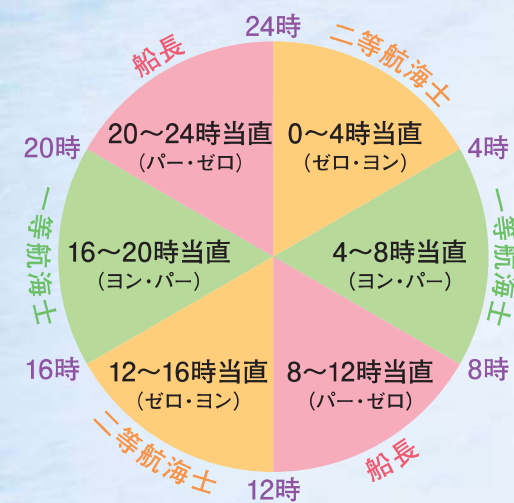 24時
船長
二等航海士
20〜24時当直
(パー・ゼロ)
0〜4時当直
(ゼロ・ヨン)
20時
4時
一等航海士
16〜20時当直
(ヨン・パー)
4〜8時当直
(ヨン・パー)
一等航海士
16時
8時
12〜16時当直
(ゼロ・ヨン)
8〜12時当直
(パー・ゼロ)
二等航海士
船長
12時